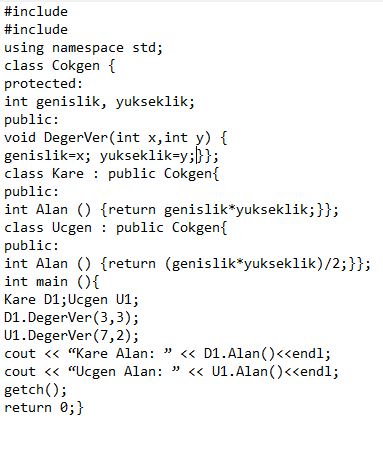 #include
#include
using namespace std;
class Cokgen {
protected:
int genislik, yukseklik;
public:
void DegerVer(int x,int y) {
genislik=x; yukseklik=y;}};
class Kare : public Cokgen{
public:
int Alan () {return genislik*yukseklik;}};
class Ucgen : public Cokgen{
public:
int Alan () {return (genislik*yukseklik)/2;}};
int main (){
Kare D1;Ucgen U1;
D1.DegerVer(3,3);
U1.DegerVer(7,2);
cout << “Kare Alan: ” << D1.Alan()<<endl;
cout << “Ucgen Alan: ” << U1.Alan()<<endl;
getch();
return 0;}